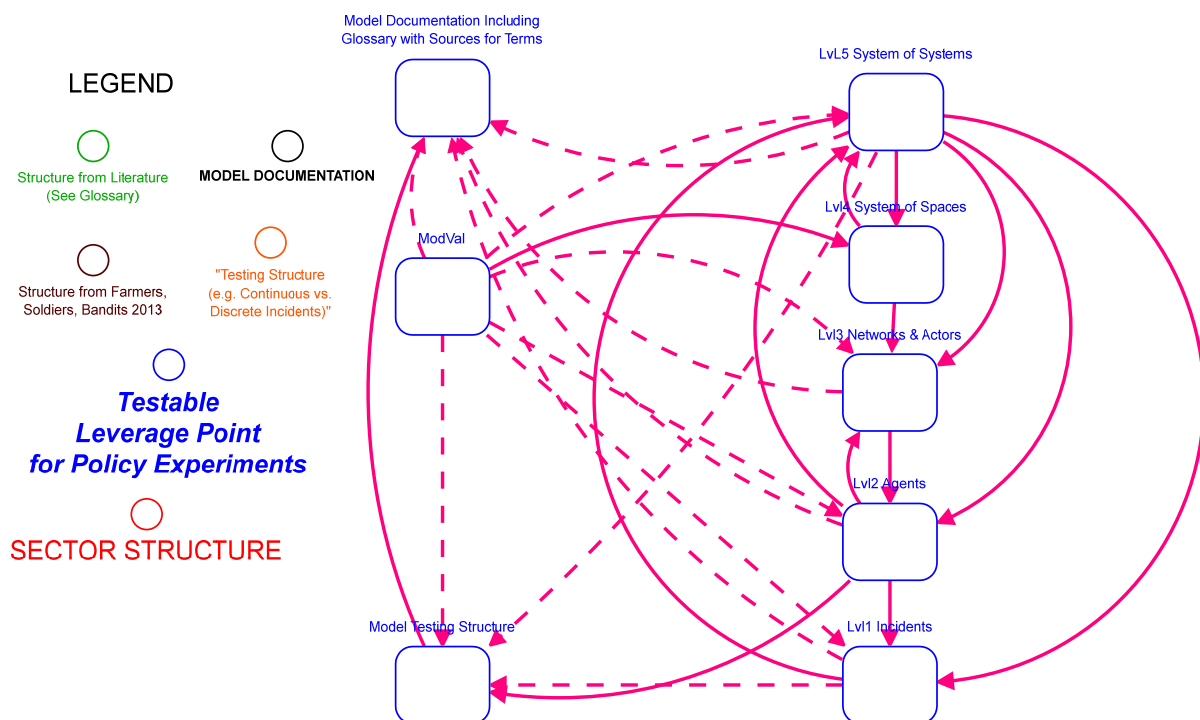 Model Documentation Including
Glossary with Sources for Terms
LvL5 System of Systems
LEGEND
Structure from Literature
(See Glossary)
MODEL DOCUMENTATION
Lvl4 System of Spaces
ModVal
Structure from Farmers,
Soldiers, Bandits 2013
"Testing Structure
(e.g. Continuous vs.
Discrete Incidents)"
Lvl3 Networks & Actors
Testable
Leverage Point
for Policy Experiments
Lvl2 Agents
SECTOR STRUCTURE
Model Testing Structure
Lvl1 Incidents